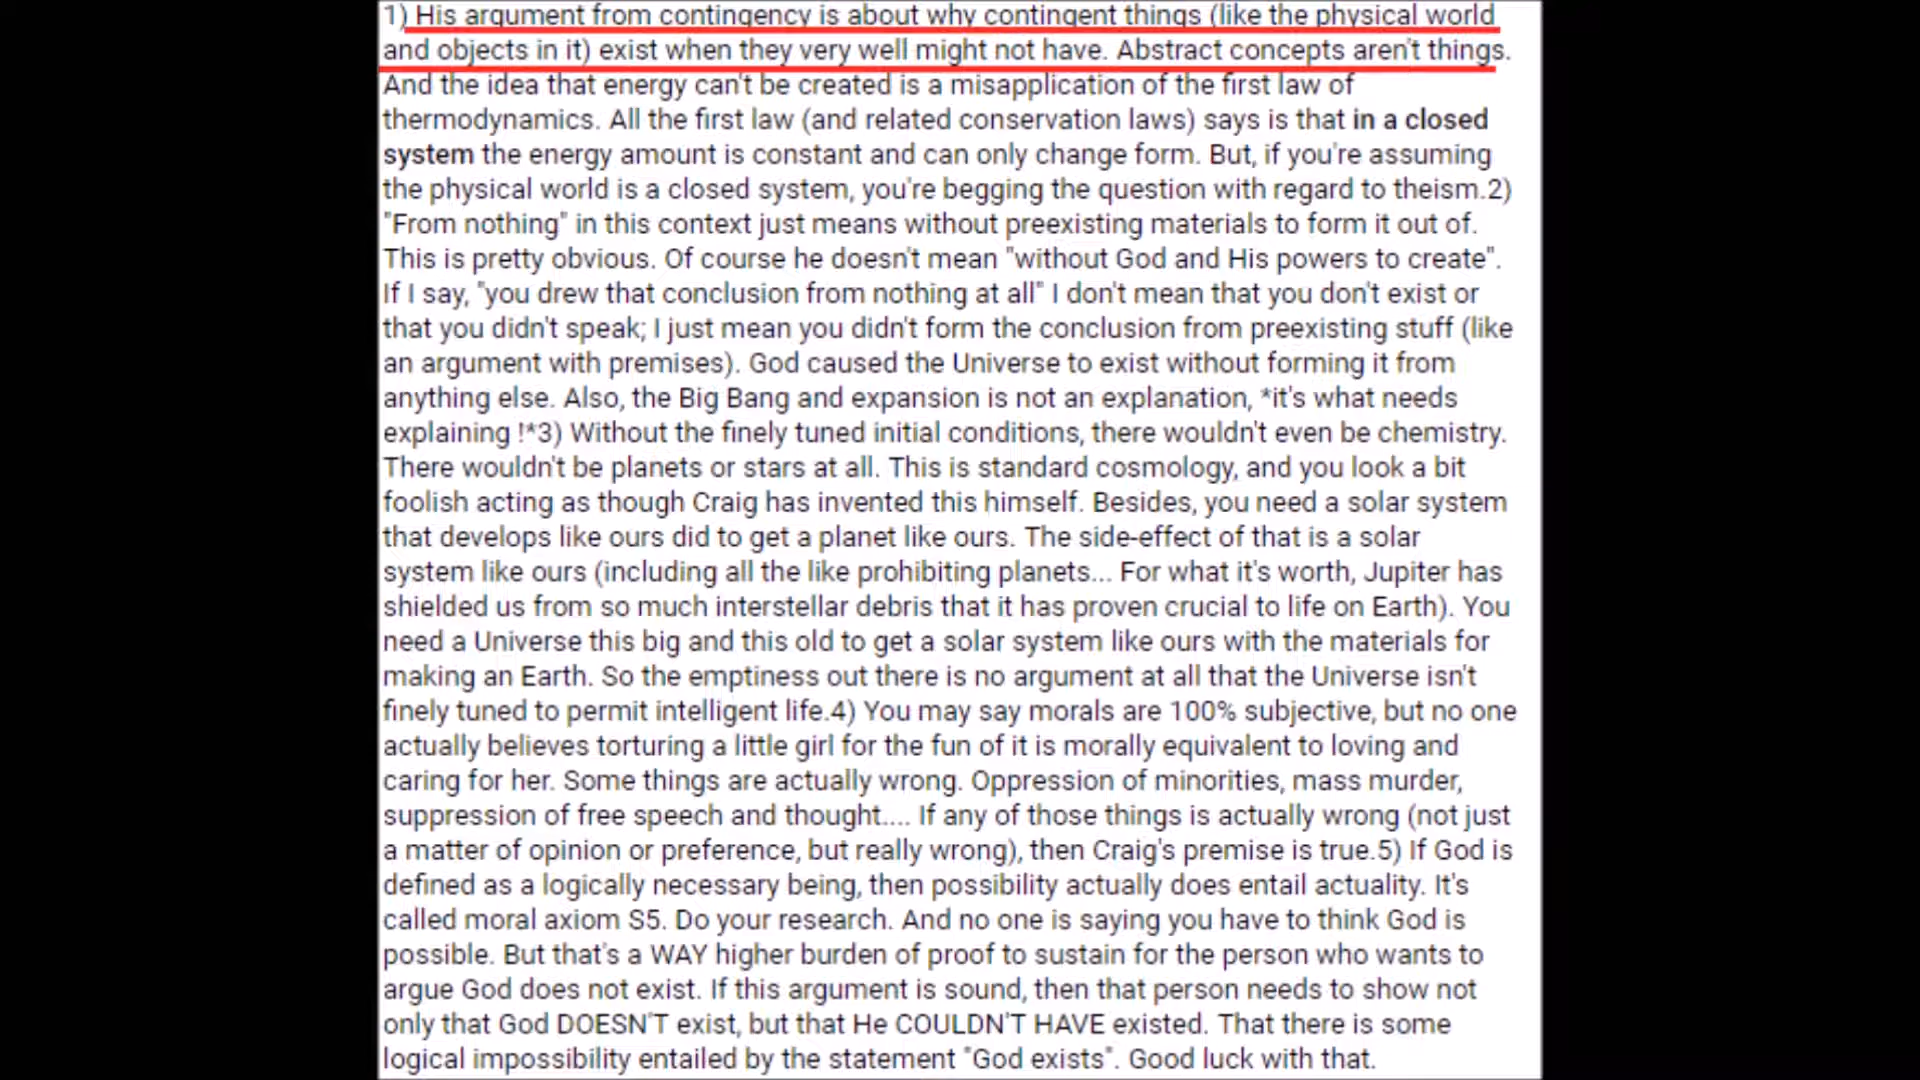 1) His argument from contingency is about why contingent things (like the physical world
and objects in it) exist when they very well might not have. Abstract concepts aren't things.
And the idea that energy can't be created is a misapplication of the first law of
thermodynamics. All the first law (and related conservation laws) says is that in a closed
system the energy amount is constant and can only change form. But, if you're assuming
the physical world is a closed system, you're begging the question with regard to theism.2)
"From nothing" in this context just means without preexisting materials to form it out of.
This is pretty obvious. Of course he doesn't mean "without God and His powers to create".
If I say, "you drew that conclusion from nothing at all" I don't mean that you don't exist or
that you didn't speak; I just mean you didn't form the conclusion from preexisting stuff (like
an argument with premises). God caused the Universe to exist without forming it from
anything else. Also, the Big Bang and expansion is not an explanation, *it's what needs
explaining !*3) Without the finely tuned initial conditions, there wouldn't even be chemistry.
There wouldn't be planets or stars at all. This is standard cosmology, and you look a bit
foolish acting as though Craig has invented this himself. Besides, you need a solar system
that develops like ours did to get a planet like ours. The side-effect of that is a solar
system like ours (including all the like prohibiting planets... For what it's worth, Jupiter has
shielded us from so much interstellar debris that it has proven crucial to life on Earth). You
need a Universe this big and this old to get a solar system like ours with the materials for
making an Earth. So the emptiness out there is no argument at all that the Universe isn't
finely tuned to permit intelligent life.4) You may say morals are 100% subjective, but no one
actually believes torturing a little girl for the fun of it is morally equivalent to loving and
caring for her. Some things are actually wrong. Oppression of minorities, mass murder,
suppression of free speech and thought.... If any of those things is actually wrong (not just
a matter of opinion or preference, but really wrong), then Craig's premise is true.5) If God is
defined as a logically necessary being, then possibility actually does entail actuality. It's
called moral axiom S5. Do your research. And no one is saying you have to think God is
possible. But that's a WAY higher burden of proof to sustain for the person who wants to
argue God does not exist. If this argument is sound, then that person needs to show not
only that God DOESN'T exist, but that He COULDN'T HAVE existed. That there is some
logical impossibility entailed by the statement "God exists". Good luck with that.